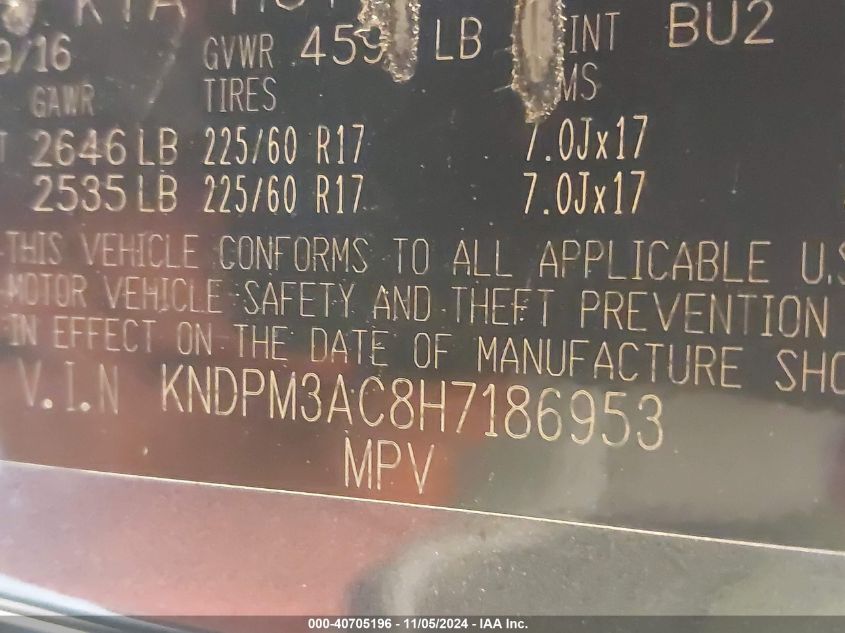 KIA
9/16 GVWR 459 LB INT BU2
GAWR TIRES MS
T 2646 LB 225/60 R17 7.0Jx17
2535 LB 225/60 R17 7.0Jx17
THIS VEHICLE CONFORMS TO ALL APPLICABLE U.S
MOTOR VEHICLE SAFETY AND THEFT PREVENTION
IN EFFECT ON THE DATE OF MANUFACTURE SHO
V.I.N KNDPM3AC8H7186953
MPV
000-40705196 - 11/05/2024 - IAA Inc.